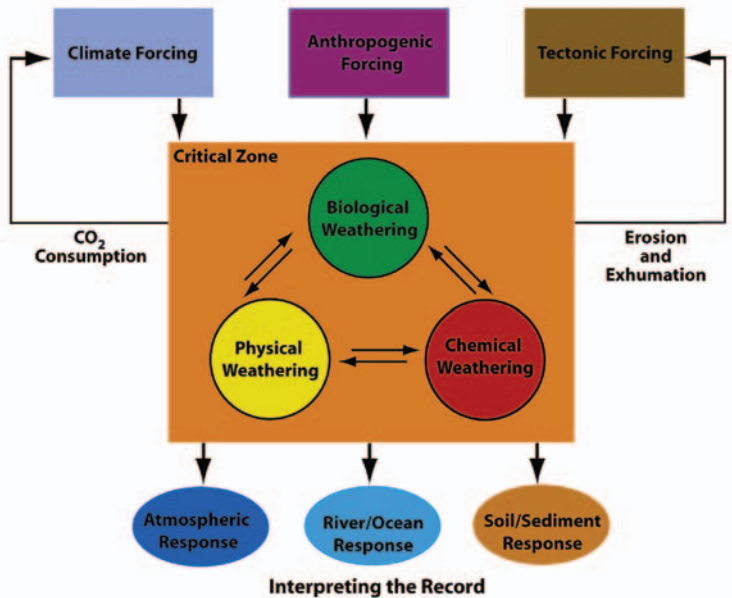 Climate Forcing
Anthropogenic
Forcing
Tectonic Forcing
Critical Zone
Biological
Weathering
CO₂
Consumption
Erosion
and
Exhumation
Physical
Weathering
Chemical
Weathering
Atmospheric
Response
River/Ocean
Response
Soil/Sediment
Response
Interpreting the Record